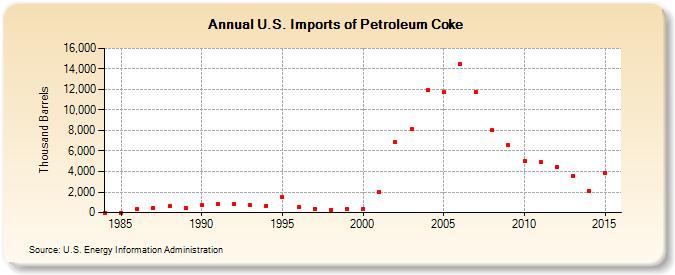 Annual U.S. Imports of Petroleum Coke
Thousand Barrels
16,000
14,000
12,000
10,000
8,000
6,000
4,000
2,000
0
1985 1990 1995 2000 2005 2010 2015
Source: U.S. Energy Information Administration